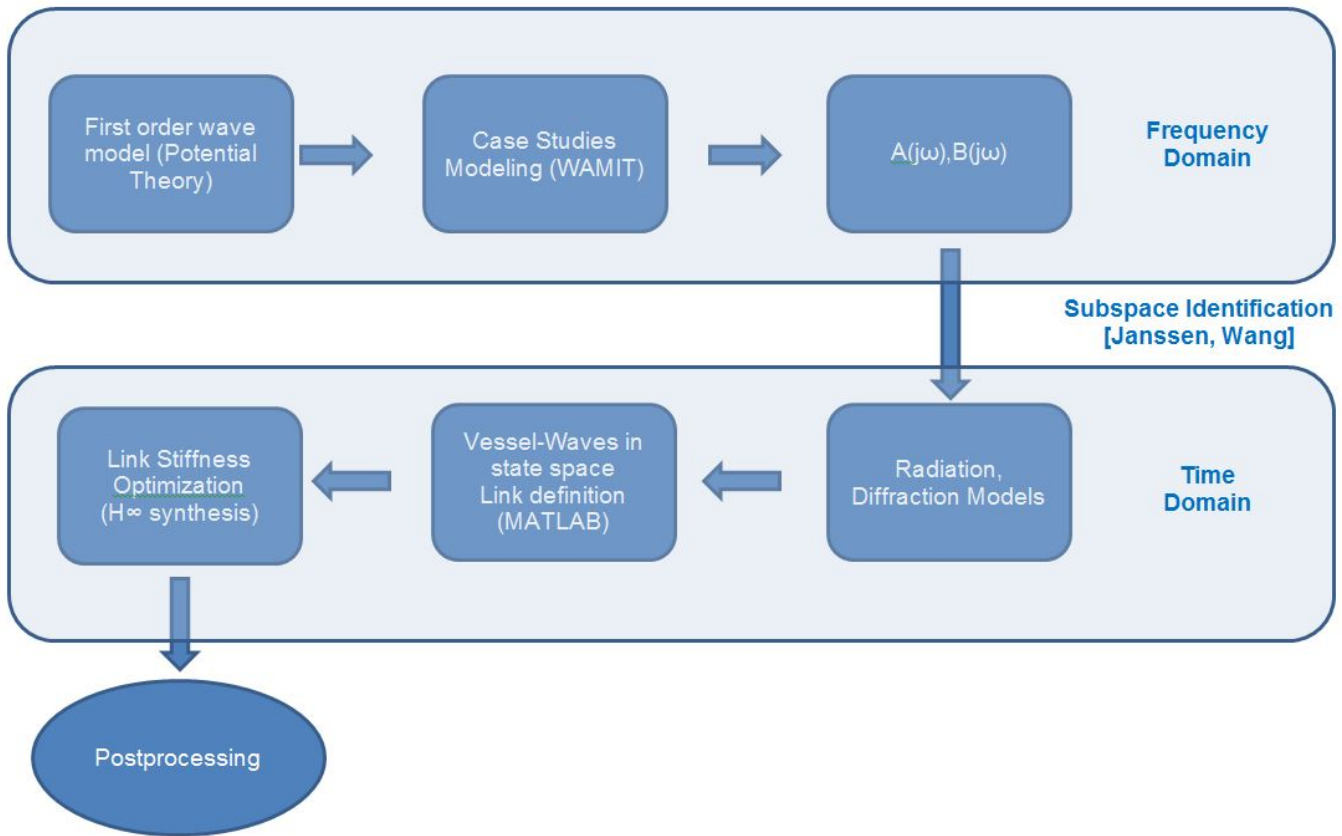 First order wave
model (Potential
Theory)
Case Studies
Modeling (WAMIT)
A(jω),B(jω)
Frequency
Domain
Subspace Identification
[Janssen, Wang]
Link Stiffness
Optimization
(H∞ synthesis)
Vessel-Waves in
state space
Link definition
(MATLAB)
Radiation,
Diffraction Models
Time
Domain
Postprocessing